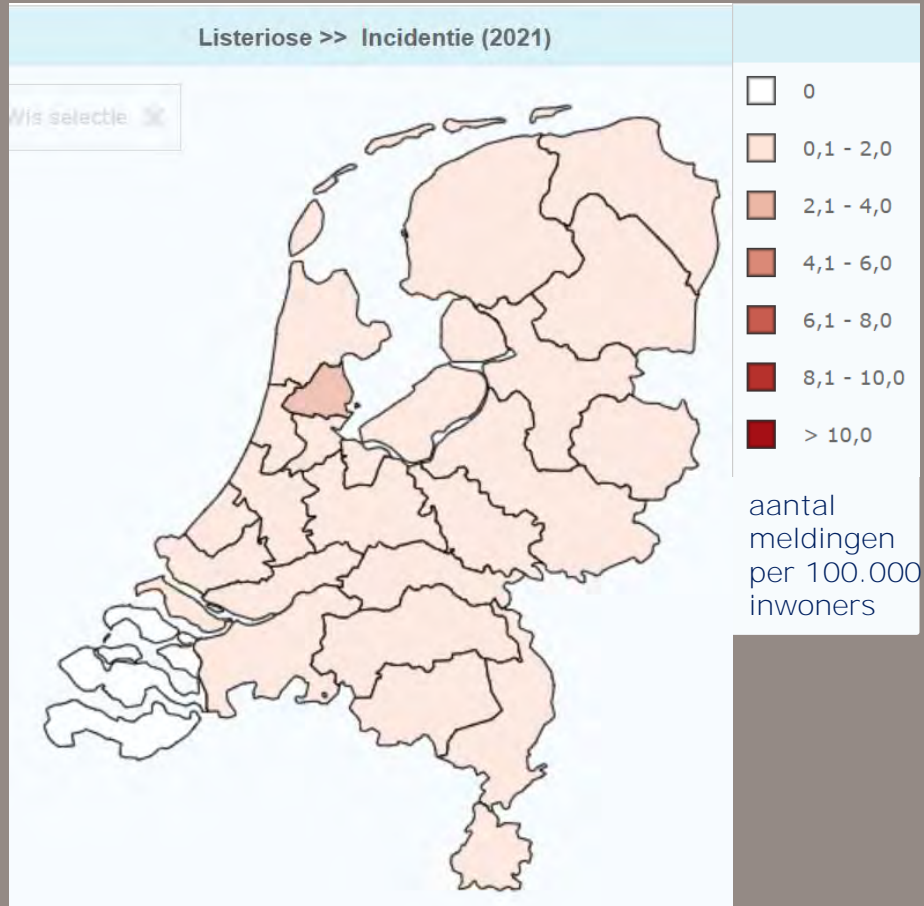 Listeriose >> Incidentie (2021)
Wis selectie
0
0,1 - 2,0
2,1 - 4,0
4,1 - 6,0
6,1 - 8,0
8,1 - 10,0
> 10,0
aantal
meldingen
per 100.000
inwoners